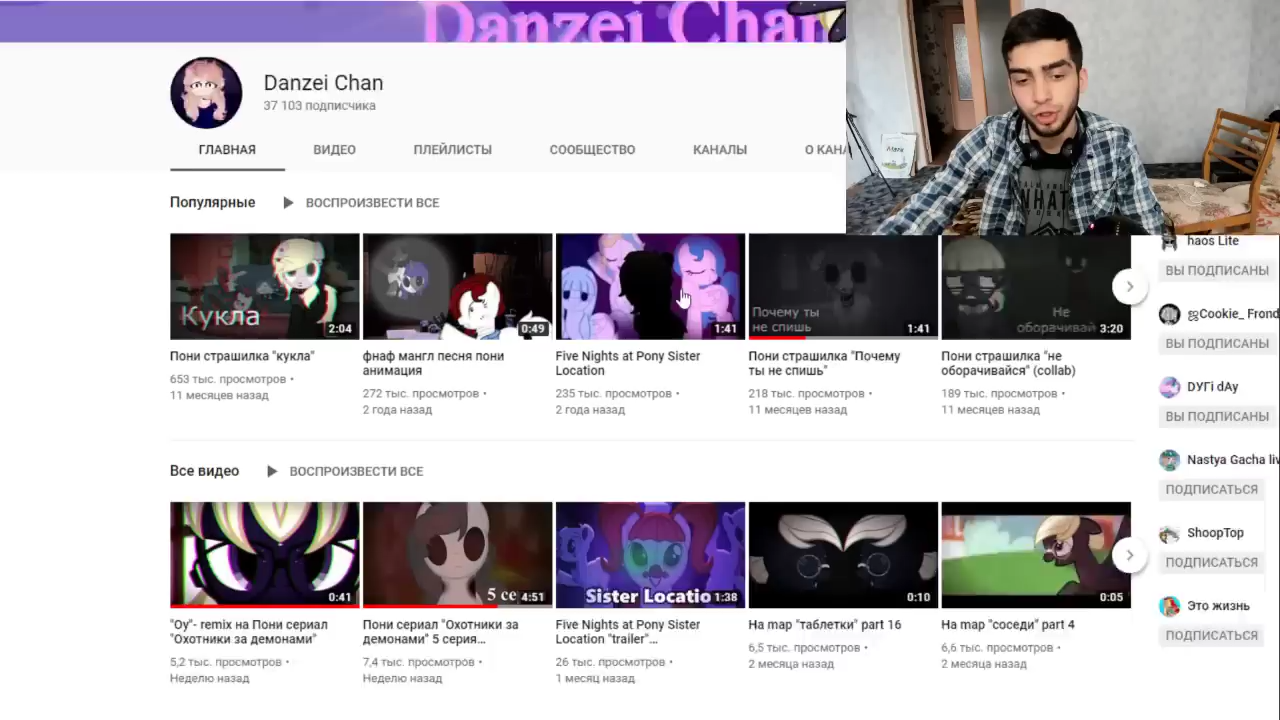 Danzei Chan
Danzei Chan
37 103 подписчика
ГЛАВНАЯ ВИДЕО ПЛЕЙЛИСТЫ СООБЩЕСТВО КАНАЛЫ О КАНА
Популярные ВОСПРОИЗВЕСТИ ВСЕ
Кукла
2:04
0:49
1:41
Почему ты
не спишь
1:41
Не
оборачивай
3:20
Пони страшилка "кукла"
653 тыс. просмотров •
11 месяцев назад
фнаф мангл песня пони
анимация
272 тыс. просмотров •
2 года назад
Five Nights at Pony Sister
Location
235 тыс. просмотров •
2 года назад
Пони страшилка "Почему
ты не спишь"
218 тыс. просмотров •
11 месяцев назад
Пони страшилка "не
оборачивайся" (collab)
189 тыс. просмотров •
11 месяцев назад
Все видео ВОСПРОИЗВЕСТИ ВСЕ
0:41
5 се
4:51
Sister Locatio
1:38
0:10
0:05
"Оу"- remix на Пони сериал
"Охотники за демонами"
5,2 тыс. просмотров •
Неделю назад
Пони сериал "Охотники за
демонами" 5 серия...
7,4 тыс. просмотров •
Неделю назад
Five Nights at Pony Sister
Location "trailer"...
26 тыс. просмотров •
1 месяц назад
На map "таблетки" part 16
6,5 тыс. просмотров •
2 месяца назад
На map "соседи" part 4
6,6 тыс. просмотров •
2 месяца назад
haos Lite
ВЫ ПОДПИСАНЫ
ஜCookie_ Frond
ВЫ ПОДПИСАНЫ
DУГi dAy
ВЫ ПОДПИСАНЫ
Nastya Gacha liv
ПОДПИСАТЬСЯ
ShoopTop
ПОДПИСАТЬСЯ
Это жизнь
ПОДПИСАТЬСЯ
WHAT